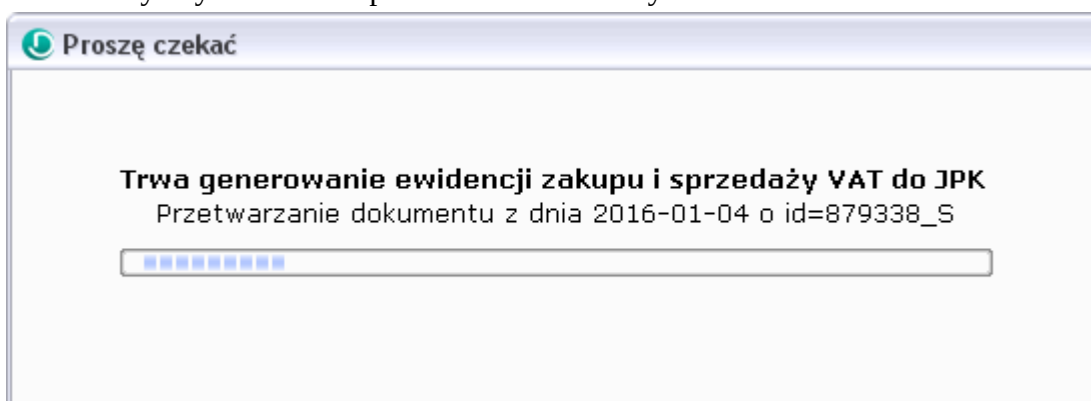 Proszę czekać
Trwa generowanie ewidencji zakupu i sprzedaży VAT do JPK
Przetwarzanie dokumentu z dnia 2016-01-04 o id=879338_S